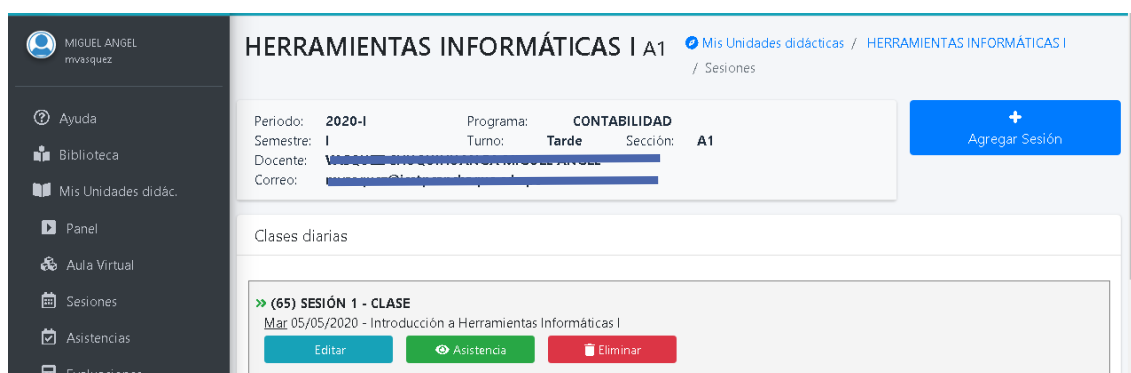 MIGUEL ANGEL
mvasquez
Ayuda
Biblioteca
Mis Unidades didác.
Panel
Aula Virtual
Sesiones
Asistencias
Evaluaciones
HERRAMIENTAS INFORMÁTICAS I A1
Mis Unidades didácticas / HERRAMIENTAS INFORMÁTICAS I
/ Sesiones
Periodo: 2020-I Programa: CONTABILIDAD
Semestre: I Turno: Tarde Sección: A1
Docente:
Correo:
Agregar Sesión
Clases diarias
(65) SESIÓN 1 - CLASE
Mar 05/05/2020 - Introducción a Herramientas Informáticas I
Editar Asistencia Eliminar